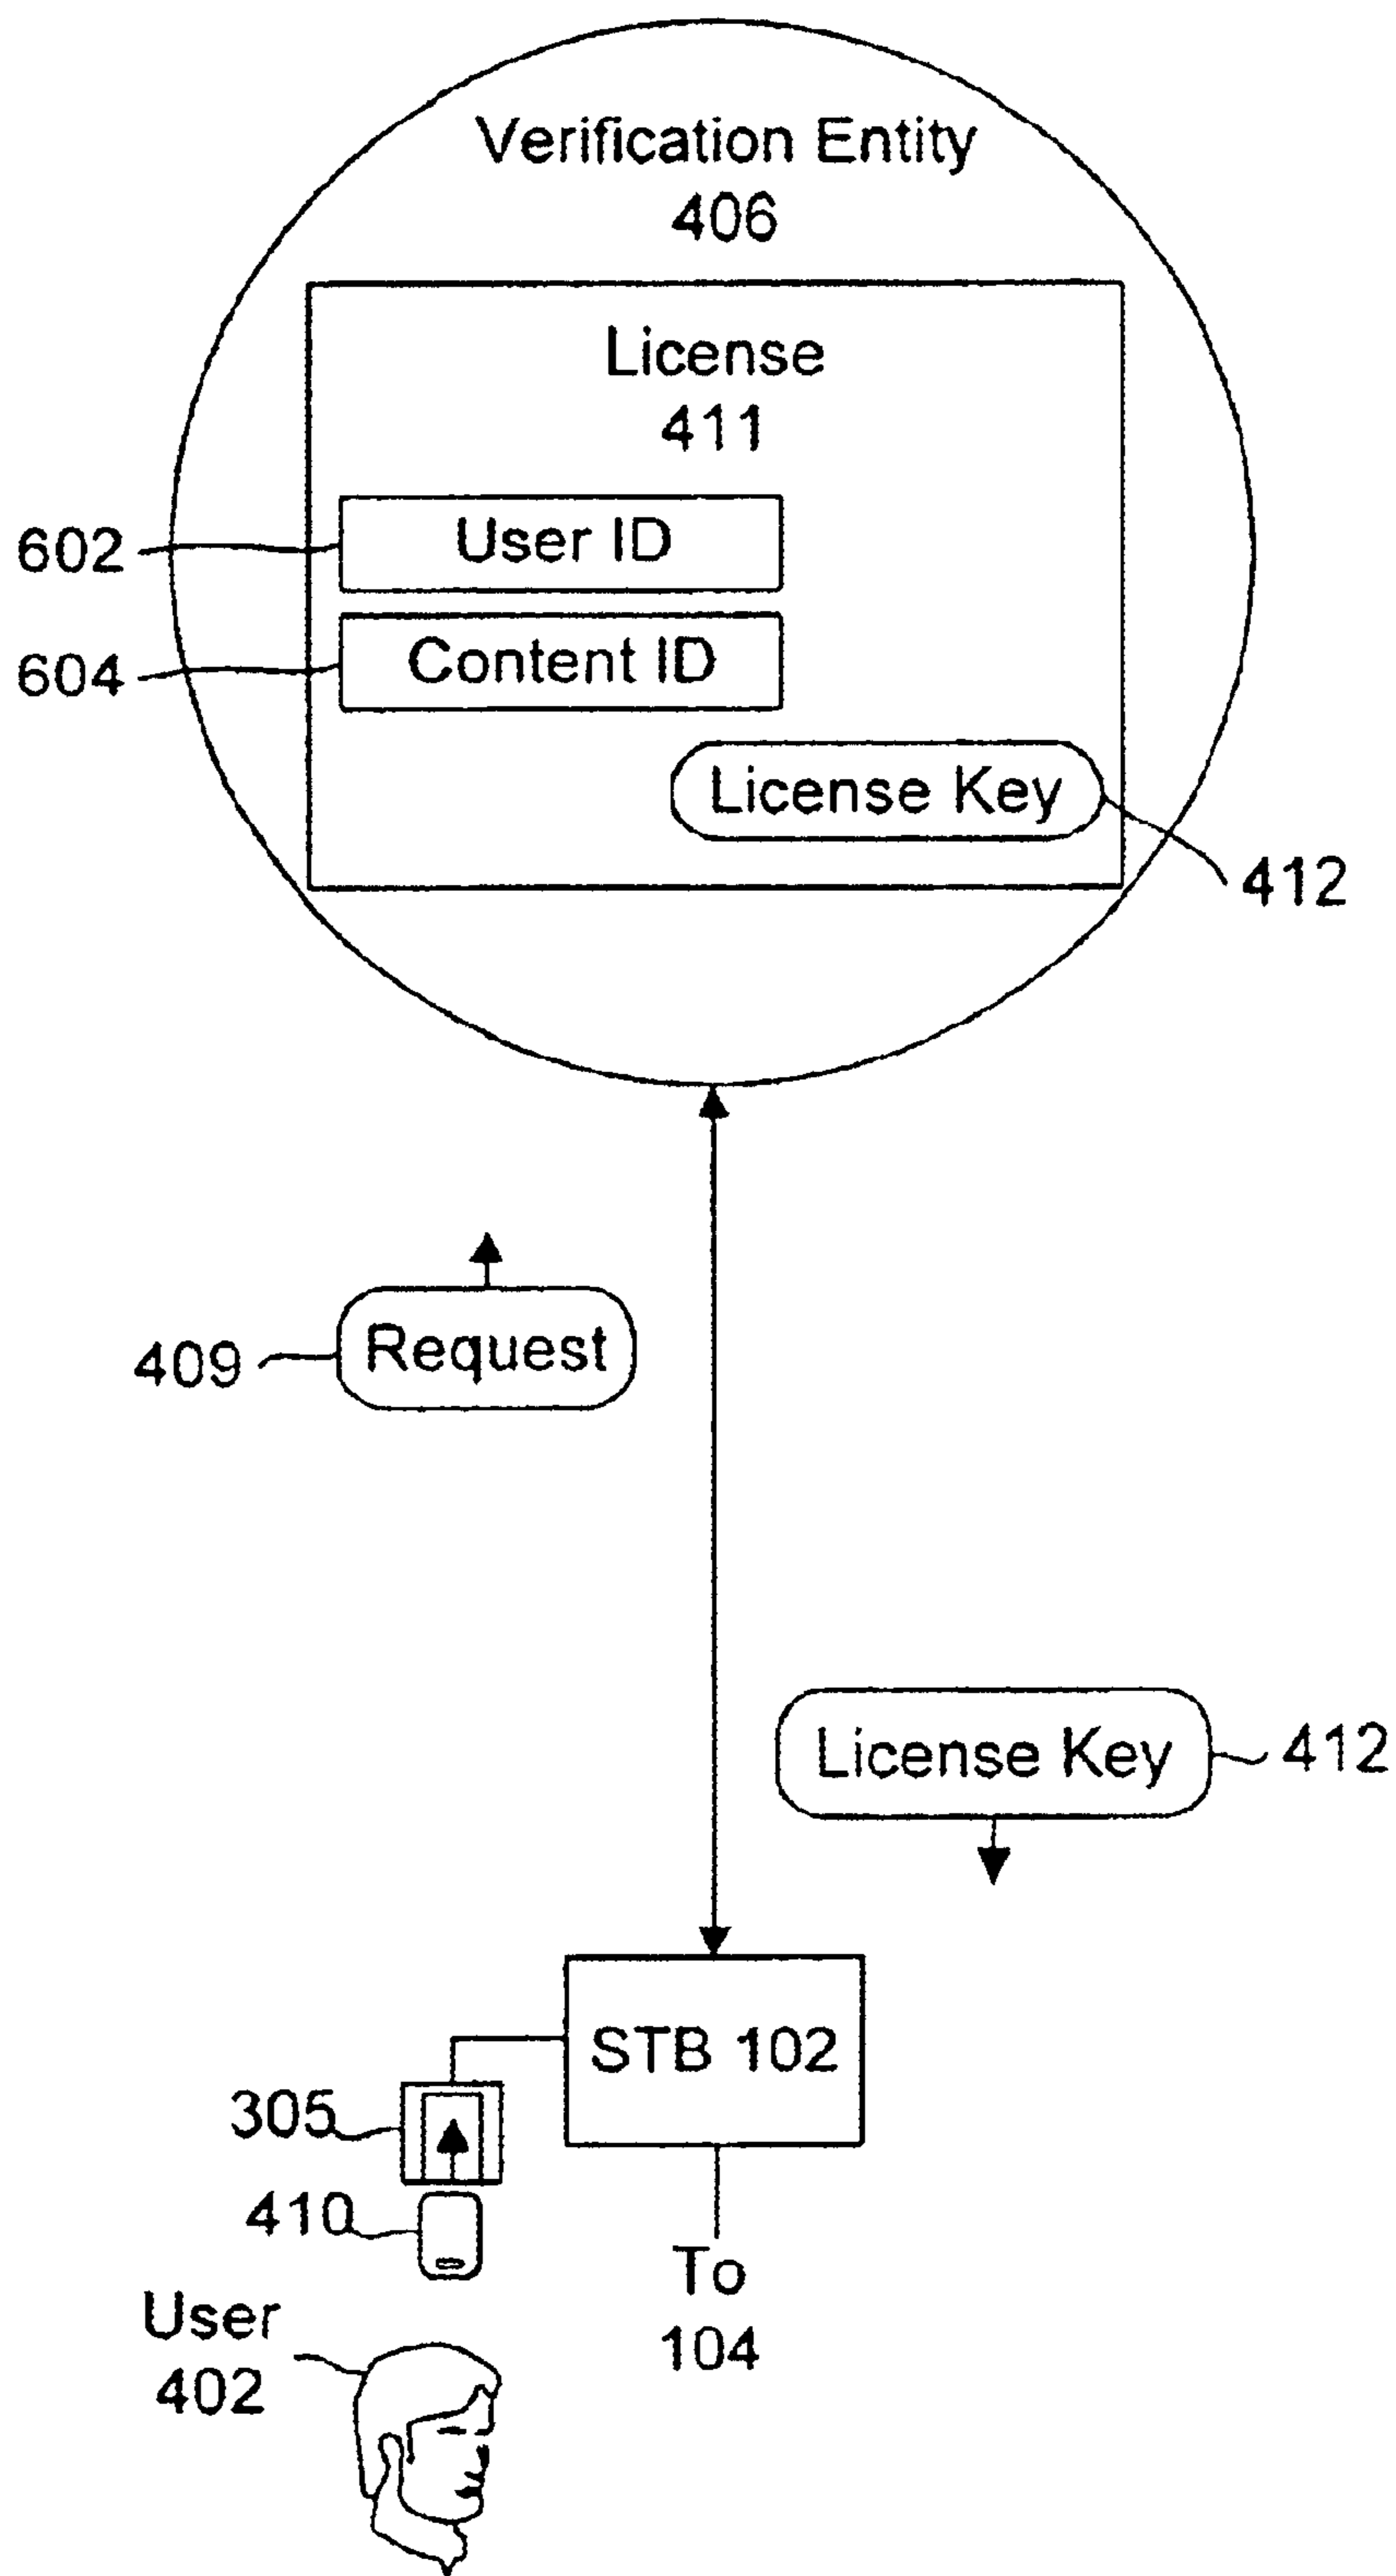 Verification Entity
406
License
411
602
User ID
604
Content ID
License Key
412
409
Request
License Key
412
STB 102
305
410
To
104
User
402